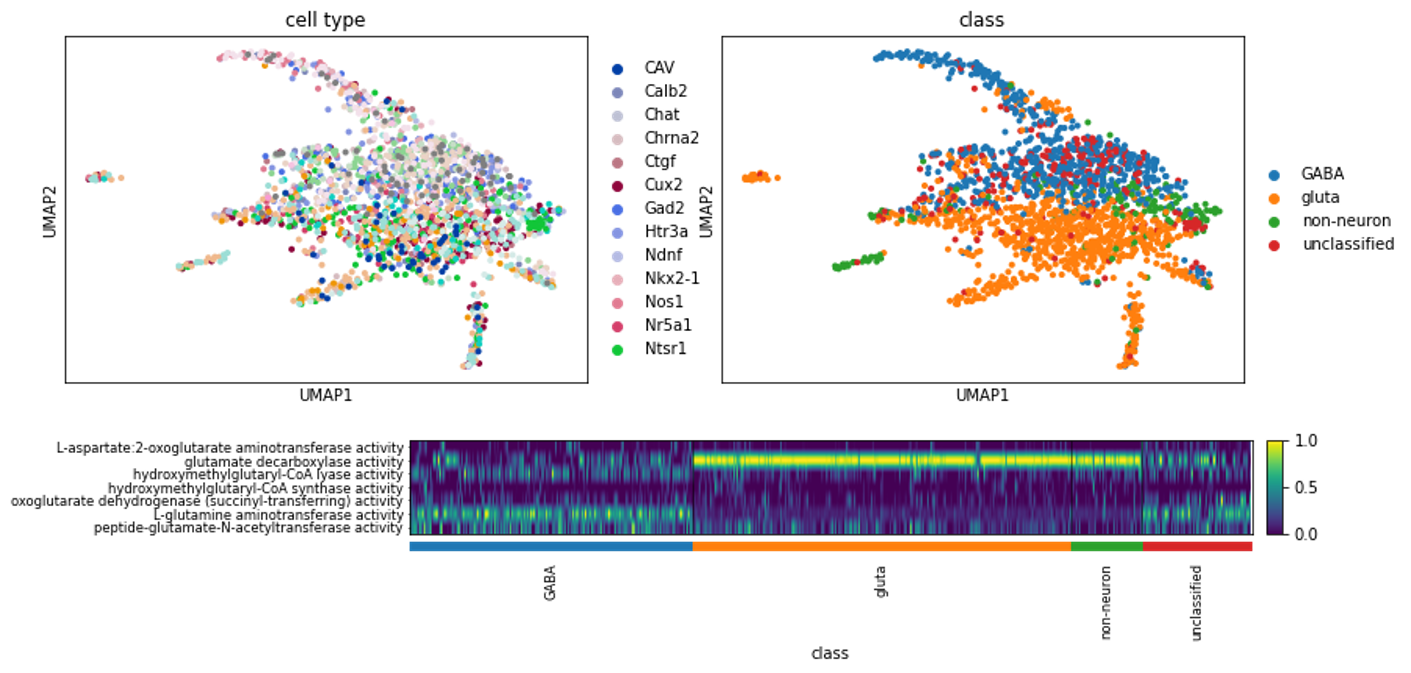 cell type
class
UMAP2
UMAP1
CAV
Calb2
Chat
Chrna2
Ctgf
Cux2
Gad2
Htr3a
Ndnf
Nkx2-1
Nos1
Nr5a1
Ntsr1
UMAP2
UMAP1
GABA
gluta
non-neuron
unclassified
L-aspartate:2-oxoglutarate aminotransferase activity
glutamate decarboxylase activity
hydroxymethylglutaryl-CoA lyase activity
hydroxymethylglutaryl-CoA synthase activity
oxoglutarate dehydrogenase (succinyl-transferring) activity
L-glutamine aminotransferase activity
peptide-glutamate-N-acetyltransferase activity
1.0
0.5
0.0
GABA
gluta
non-neuron
unclassified
class